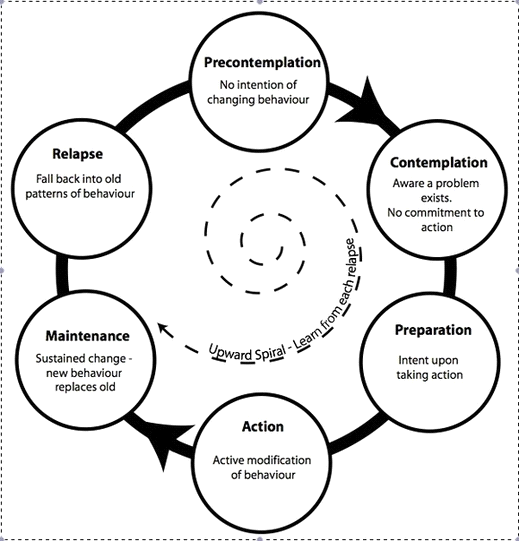 Precontemplation
No intention of
changing behaviour
Contemplation
Aware a problem
exists.
No commitment to
action
Preparation
Intent upon
taking action
Action
Active modification
of behaviour
Maintenance
Sustained change -
new behaviour
replaces old
Relapse
Fall back into old
patterns of behaviour
Upward Spiral - Learn from each relapse